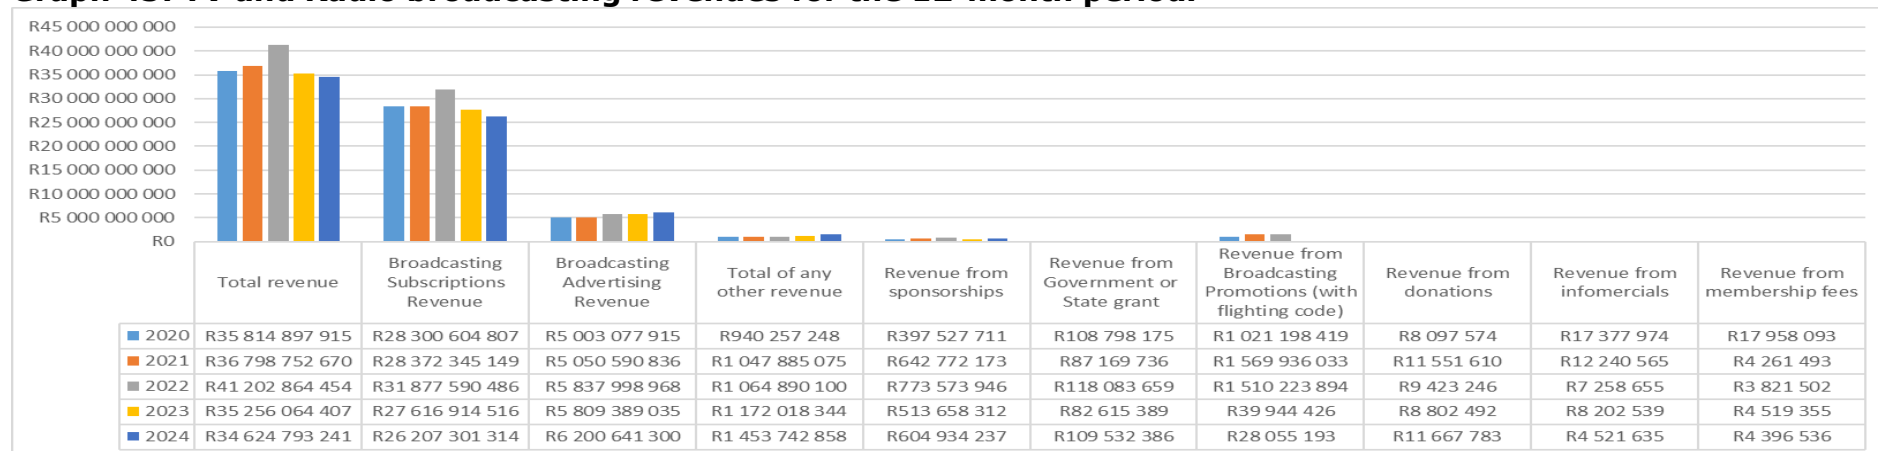 Graph 43: TV and Radio broadcasting revenues for the 12-month period.
R45 000 000 000
R40 000 000 000
R35 000 000 000
R30 000 000 000
R25 000 000 000
R20 000 000 000
R15 000 000 000
R10 000 000 000
R5 000 000 000
R0
Total revenue
Broadcasting
Subscriptions
Revenue
Broadcasting
Advertising
Revenue
Total of any
other revenue
Revenue from
sponsorships
Revenue from
Government or
State grant
Revenue from
Broadcasting
Promotions (with
flighting code)
Revenue from
donations
Revenue from
infomercials
Revenue from
membership fees
2020 R35 814 897 915 R28 300 604 807 R5 003 077 915 R940 257 248 R397 527 711 R108 798 175 R1 021 198 419 R8 097 574 R17 377 974 R17 958 093
2021 R36 798 752 670 R28 372 345 149 R5 050 590 836 R1 047 885 075 R642 772 173 R87 169 736 R1 569 936 033 R11 551 610 R12 240 565 R4 261 493
2022 R41 202 864 454 R31 877 590 486 R5 837 998 968 R1 064 890 100 R773 573 946 R118 083 659 R1 510 223 894 R9 423 246 R7 258 655 R3 821 502
2023 R35 256 064 407 R27 616 914 516 R5 809 389 035 R1 172 018 344 R513 658 312 R82 615 389 R39 944 426 R8 802 492 R8 202 539 R4 519 355
2024 R34 624 793 241 R26 207 301 314 R6 200 641 300 R1 453 742 858 R604 934 237 R109 532 386 R28 055 193 R11 667 783 R4 521 635 R4 396 536